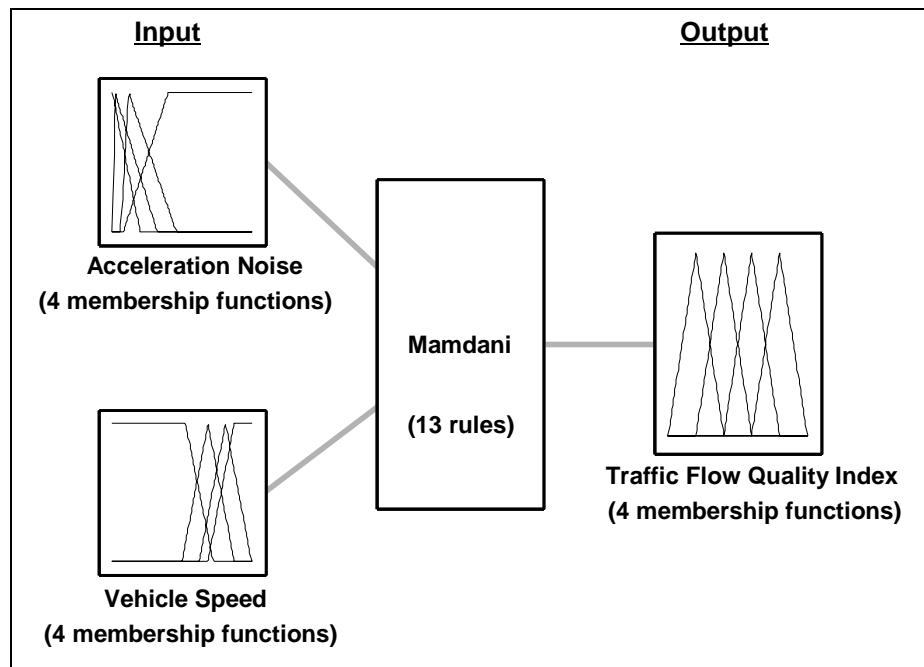 Input
Output
Acceleration Noise
(4 membership functions)
Mamdani
(13 rules)
Traffic Flow Quality Index
(4 membership functions)
Vehicle Speed
(4 membership functions)